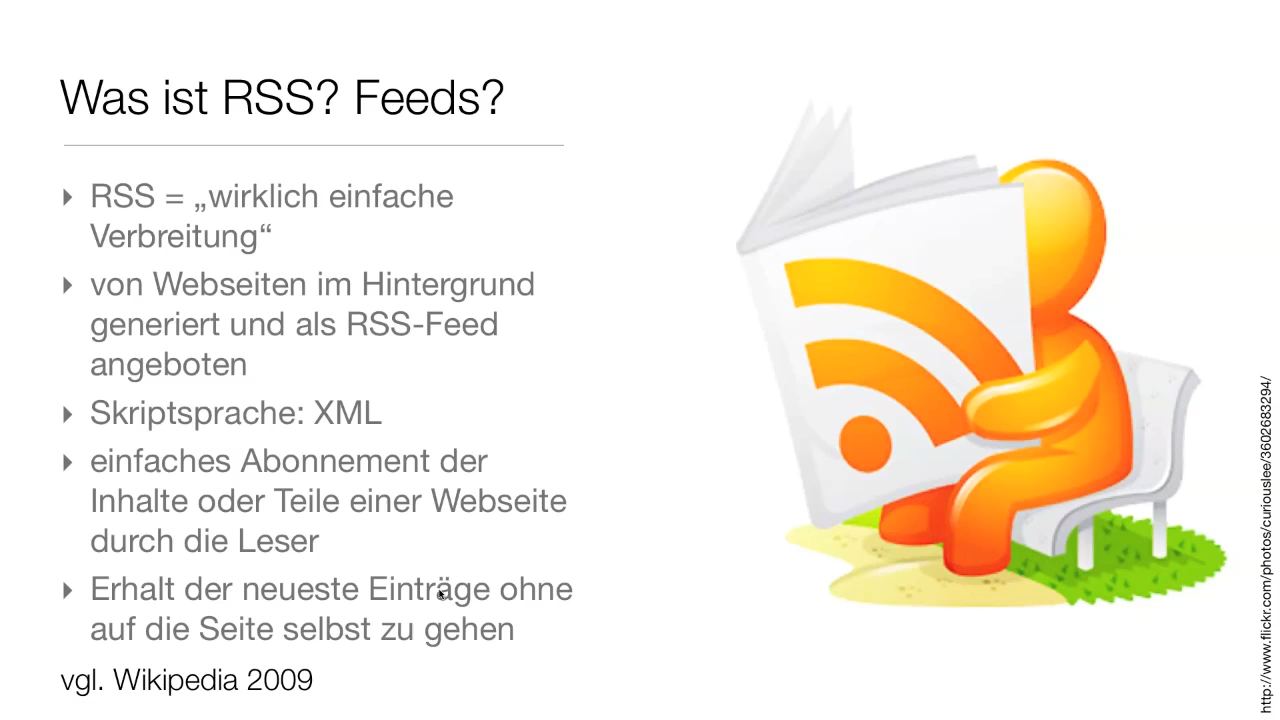 Was ist RSS? Feeds?
RSS = „wirklich einfache
Verbreitung“
von Webseiten im Hintergrund
generiert und als RSS-Feed
angeboten
Skriptsprache: XML
einfaches Abonnement der
Inhalte oder Teile einer Webseite
durch die Leser
Erhalt der neueste Einträge ohne
auf die Seite selbst zu gehen
vgl. Wikipedia 2009
http://www.flickr.com/photos/curiouslee/3602683294/